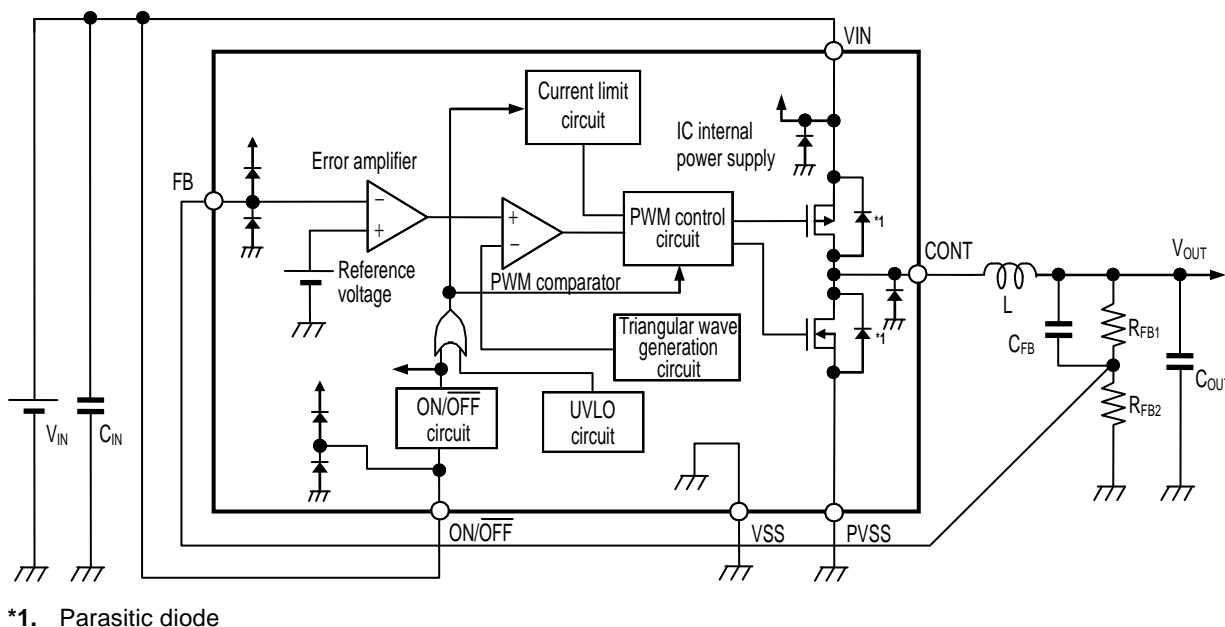 VIN
Current limit
circuit
IC internal
power supply
Error amplifier
FB
−
+
+
−
PWM control
circuit
*1
CONT
VOUT
Reference
voltage
PWM comparator
L
CFB
RFB1
Triangular wave
generation
circuit
*1
COUT
ON/OFF
circuit
UVLO
circuit
RFB2
VIN
CIN
ON/OFF
VSS
PVSS
*1. Parasitic diode